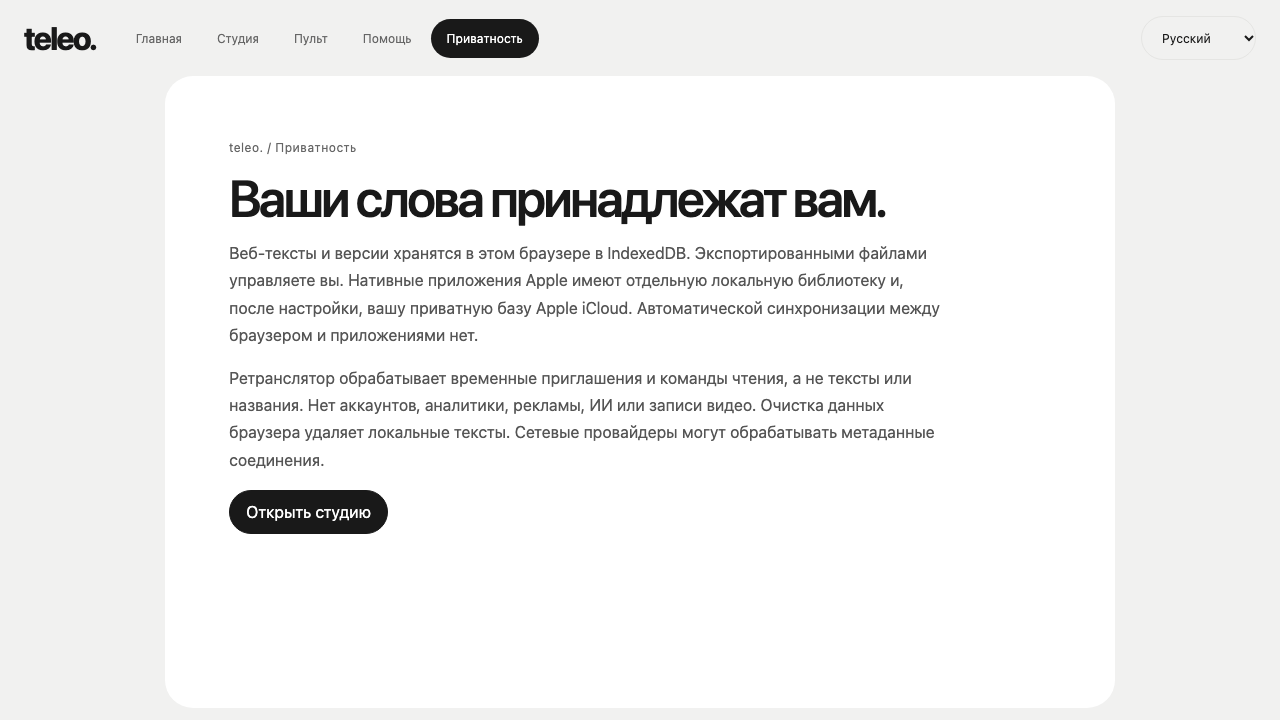 teleo.
Главная
Студия
Пульт
Помощь
Приватность
Русский
teleo. / Приватность
Ваши слова принадлежат вам.
Веб-тексты и версии хранятся в этом браузере в IndexedDB. Экспортированными файлами
управляете вы. Нативные приложения Apple имеют отдельную локальную библиотеку и,
после настройки, вашу приватную базу Apple iCloud. Автоматической синхронизации между
браузером и приложениями нет.
Ретранслятор обрабатывает временные приглашения и команды чтения, а не тексты или
названия. Нет аккаунтов, аналитики, рекламы, ИИ или записи видео. Очистка данных
браузера удаляет локальные тексты. Сетевые провайдеры могут обрабатывать метаданные
соединения.
Открыть студию